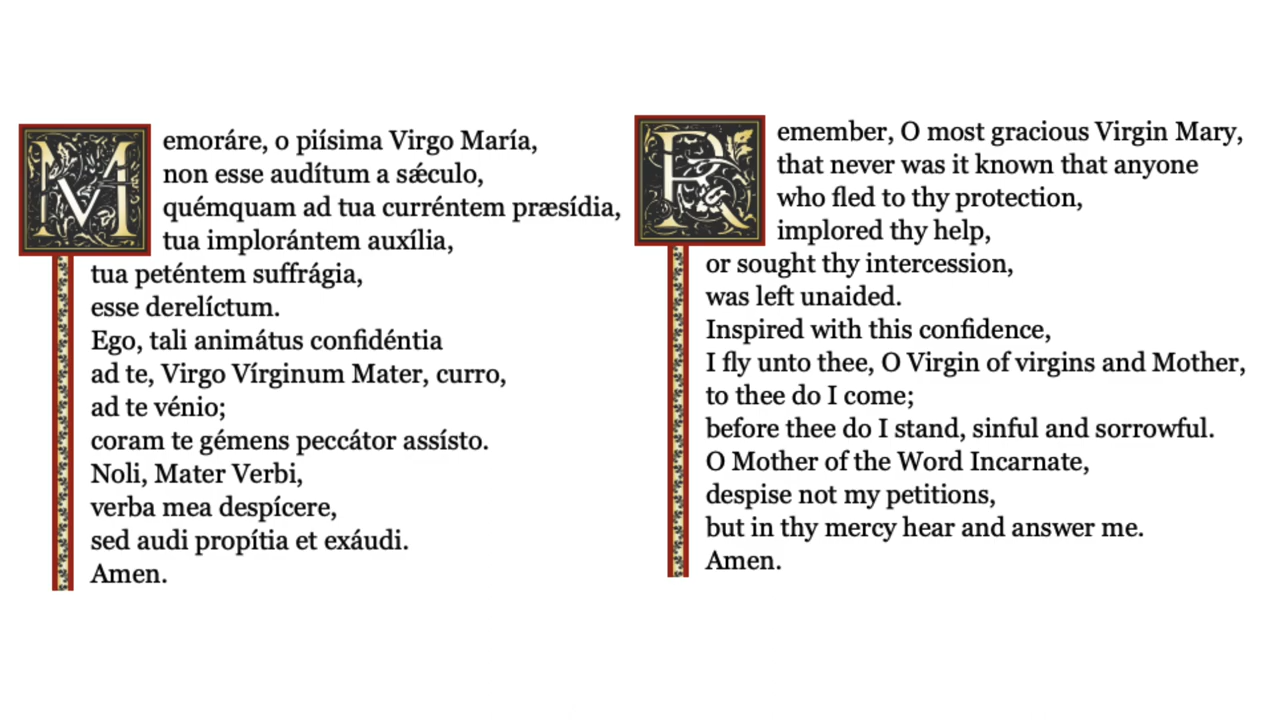 Memoráre, o piísima Virgo María,
non esse audítum a sǽculo,
quémquam ad tua curréntem præsídia,
tua implorántem auxília,
tua peténtem suffrágia,
esse derelíctum.
Ego, tali animátus confidéntia
ad te, Virgo Vírginum Mater, curro,
ad te vénio;
coram te gémens peccátor assísto.
Noli, Mater Verbi,
verba mea despícere,
sed audi propítia et exáudi.
Amen.
Remember, O most gracious Virgin Mary,
that never was it known that anyone
who fled to thy protection,
implored thy help,
or sought thy intercession,
was left unaided.
Inspired with this confidence,
I fly unto thee, O Virgin of virgins and Mother,
to thee do I come;
before thee do I stand, sinful and sorrowful.
O Mother of the Word Incarnate,
despise not my petitions,
but in thy mercy hear and answer me.
Amen.